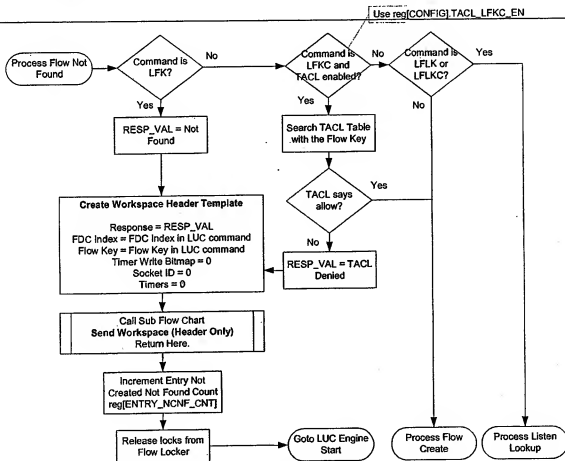 Use reg[CONFIG].TACL_LFKC_EN
Process Flow Not
Found
Command is
LFK?
No
Yes
Command is
LFKC and
TACL enabled?
No
Yes
Command is
LFLK or
LFLKC?
Yes
No
RESP_VAL = Not
Found
Search TACL Table
with the Flow Key
TACL says
allow?
Yes
No
RESP_VAL = TACL
Denied
Create Workspace Header Template
Response = RESP_VAL
FDC Index = FDC Index in LUC command
Flow Key = Flow Key in LUC command
Timer Write Bitmap = 0
Socket ID = 0
Timers = 0
Call Sub Flow Chart
Send Workspace (Header Only)
Return Here.
Increment Entry Not
Created Not Found Count
reg[ENTRY_NCNF_CNT]
Release locks from
Flow Locker
Goto LUC Engine
Start
Process Flow
Create
Process Listen
Lookup